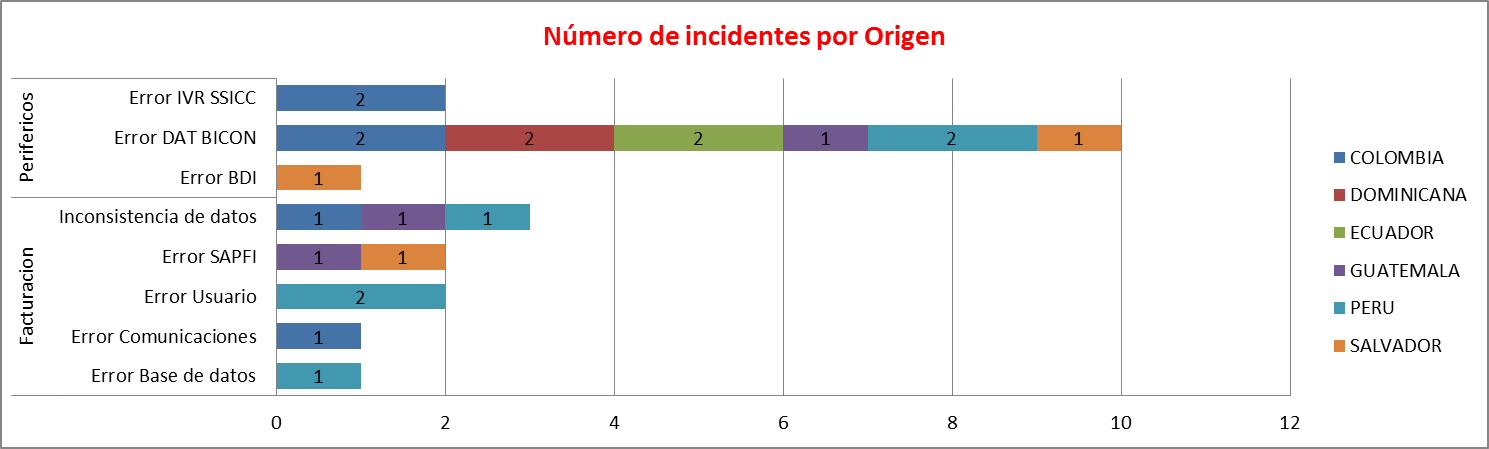 Número de incidentes por Origen
Perifericos
Error IVR SSICC
2
Error DAT BICON
2 2 2 1 2 1
Error BDI
1
Facturacion
Inconsistencia de datos
1 1 1
Error SAPFI
1 1
Error Usuario
2
Error Comunicaciones
1
Error Base de datos
1
0 2 4 6 8 10 12
COLOMBIA
DOMINICANA
ECUADOR
GUATEMALA
PERU
SALVADOR